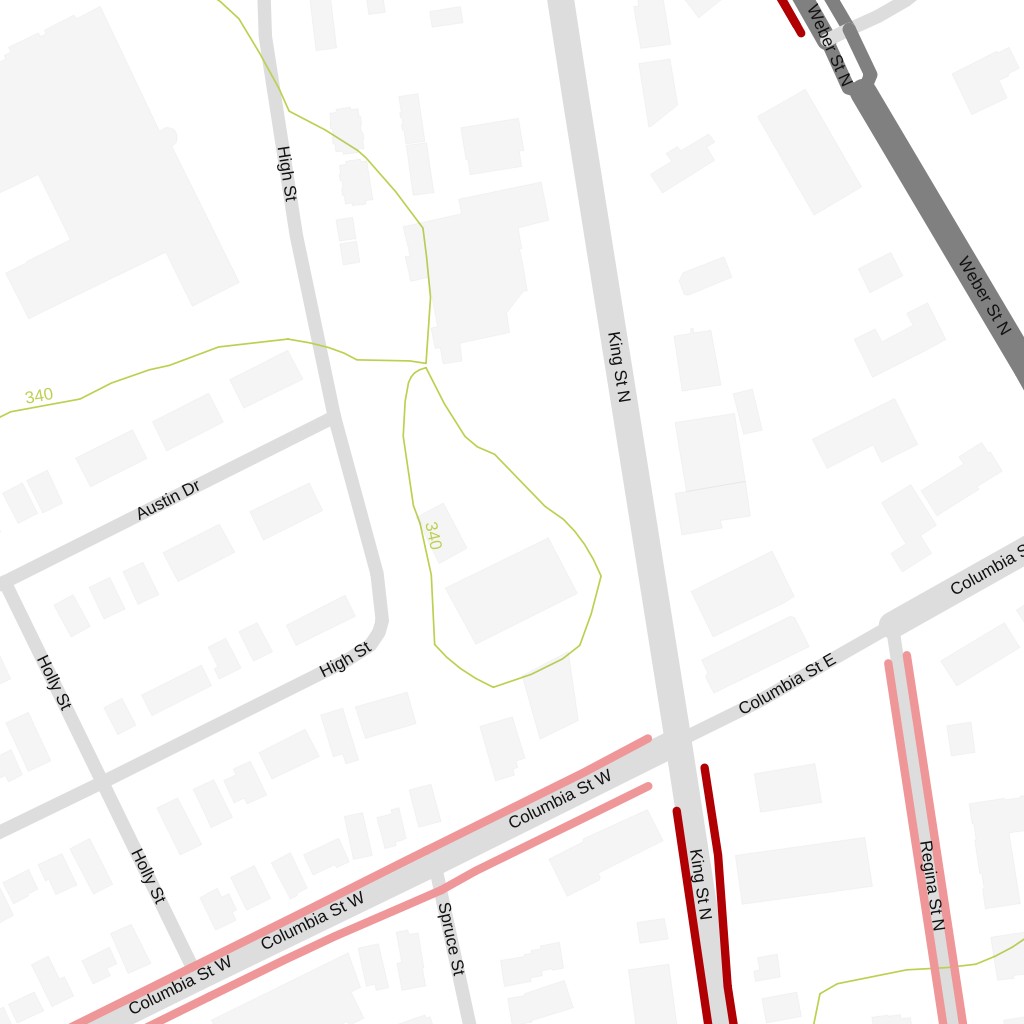 Weber St N
High St
Weber St N
King St N
340
Austin Dr
340
Columbia S
High St
Holly St
Columbia St E
Columbia St W
Holly St
King St N
Regina St N
Columbia St W
Spruce St
Columbia St W